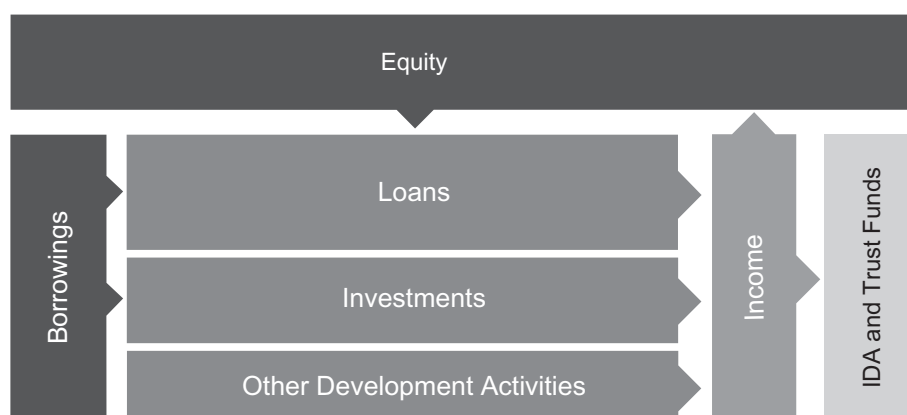 Equity
Borrowings
Loans
Investments
Other Development Activities
Income
IDA and Trust Funds